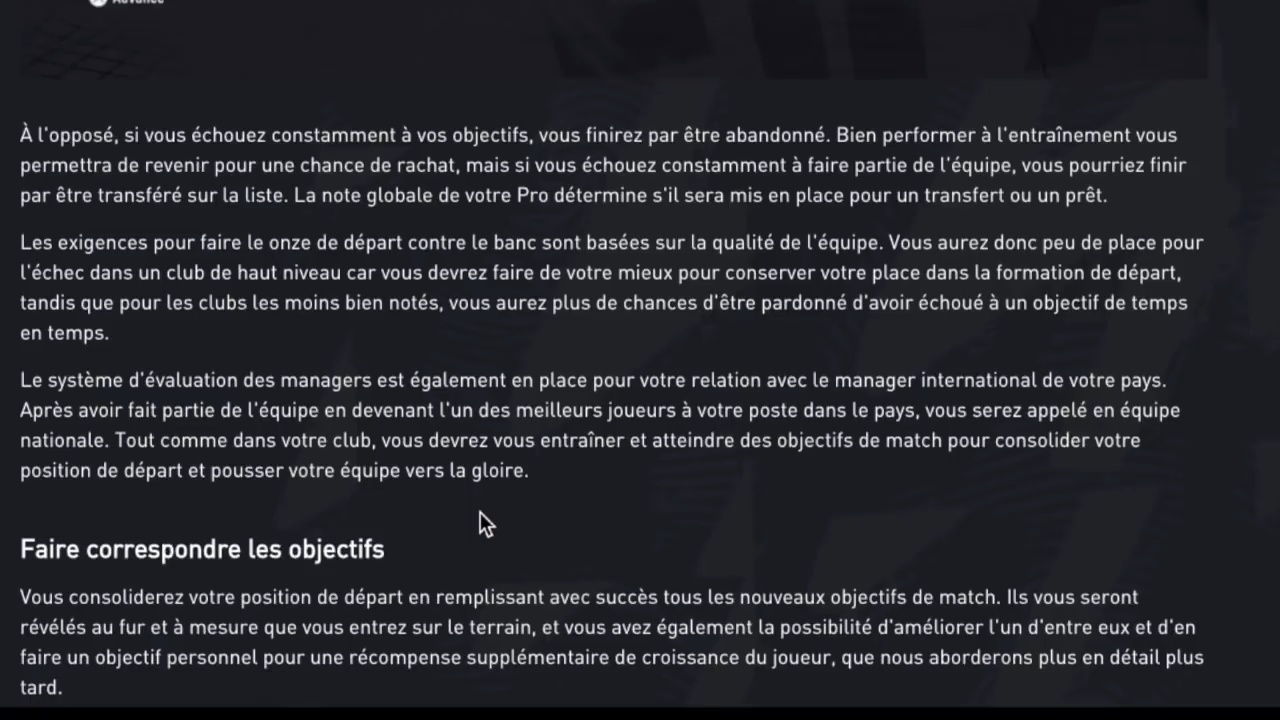 Advance
À l'opposé, si vous échouez constamment à vos objectifs, vous finirez par être abandonné. Bien performer à l'entraînement vous
permettra de revenir pour une chance de rachat, mais si vous échouez constamment à faire partie de l'équipe, vous pourriez finir
par être transféré sur la liste. La note globale de votre Pro détermine s'il sera mis en place pour un transfert ou un prêt.
Les exigences pour faire le onze de départ contre le banc sont basées sur la qualité de l'équipe. Vous aurez donc peu de place pour
l'échec dans un club de haut niveau car vous devrez faire de votre mieux pour conserver votre place dans la formation de départ,
tandis que pour les clubs les moins bien notés, vous aurez plus de chances d'être pardonné d'avoir échoué à un objectif de temps
en temps.
Le système d'évaluation des managers est également en place pour votre relation avec le manager international de votre pays.
Après avoir fait partie de l'équipe en devenant l'un des meilleurs joueurs à votre poste dans le pays, vous serez appelé en équipe
nationale. Tout comme dans votre club, vous devrez vous entraîner et atteindre des objectifs de match pour consolider votre
position de départ et pousser votre équipe vers la gloire.
Faire correspondre les objectifs
Vous consoliderez votre position de départ en remplissant avec succès tous les nouveaux objectifs de match. Ils vous seront
révélés au fur et à mesure que vous entrez sur le terrain, et vous avez également la possibilité d'améliorer l'un d'entre eux et d'en
faire un objectif personnel pour une récompense supplémentaire de croissance du joueur, que nous aborderons plus en détail plus
tard.